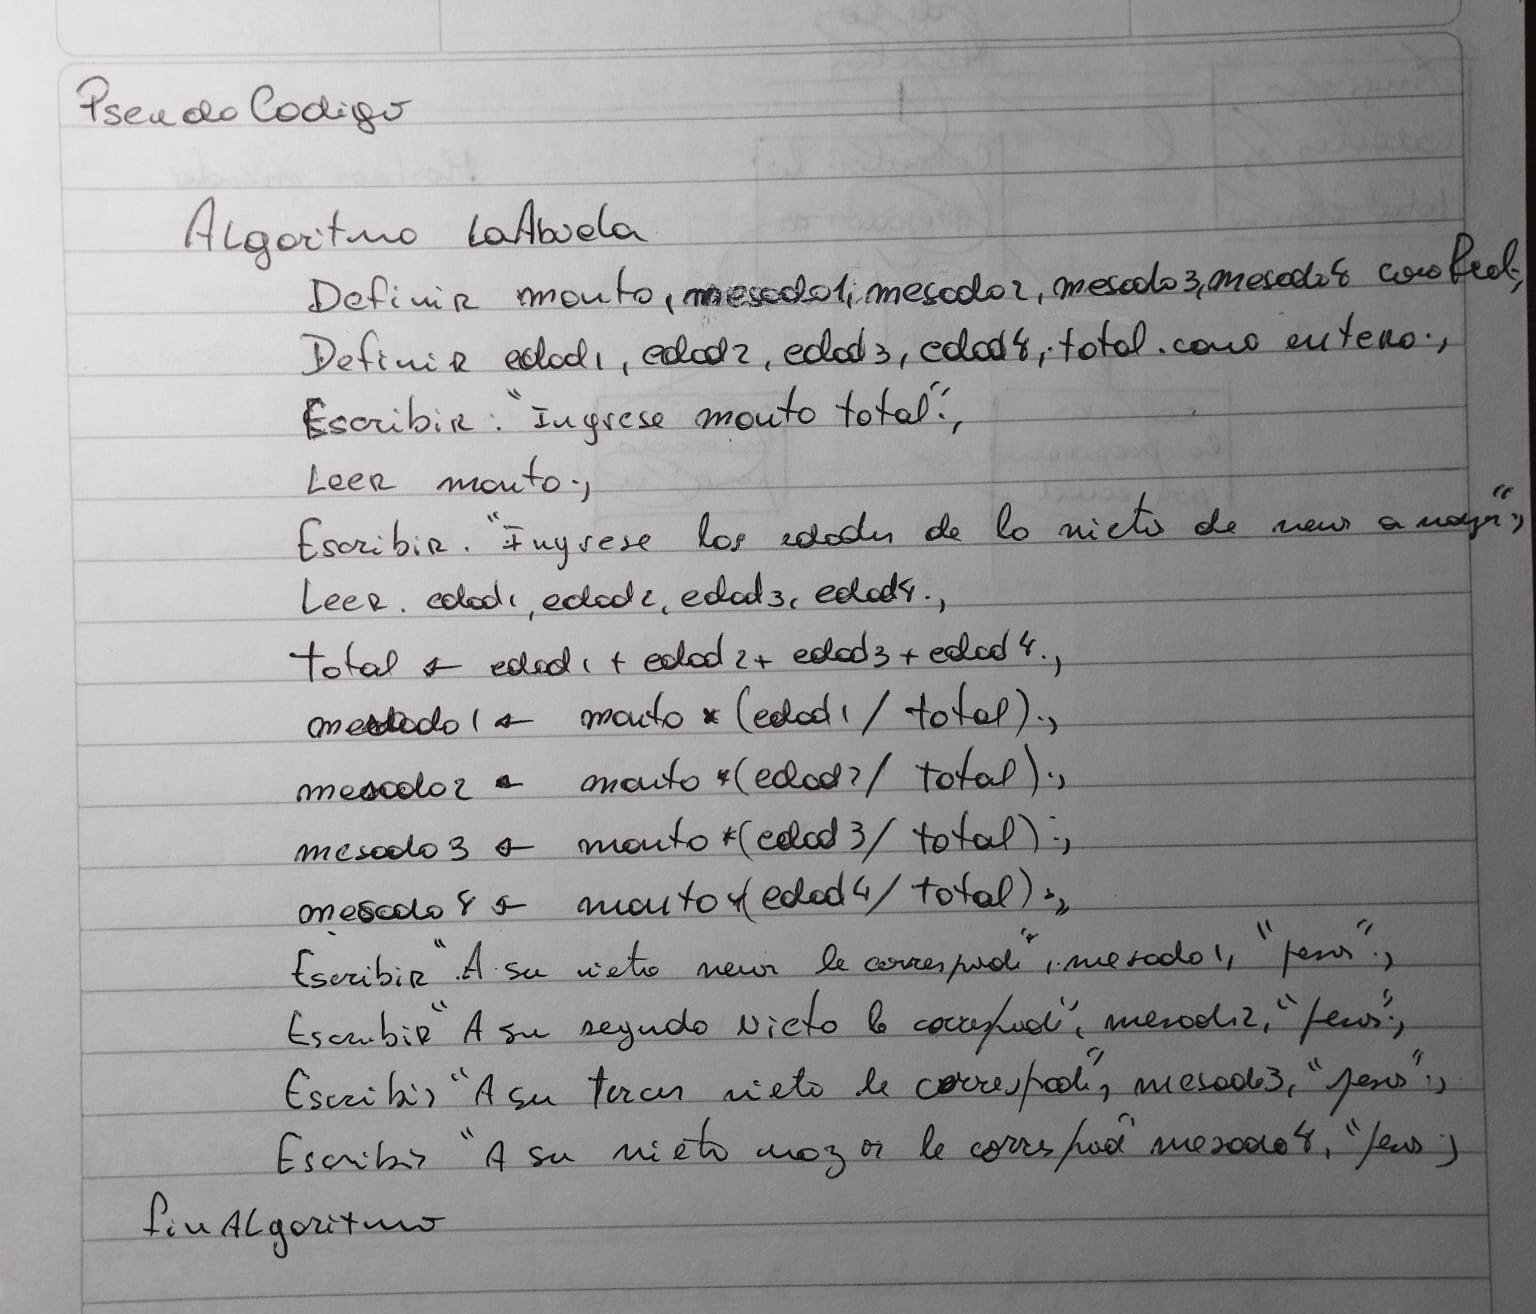 Pseudo Codigo
Algoritmo LaAbuela
Definir monto, mesada1, mesada2, mesada3, mesada4 como Real;
Definir edad1, edad2, edad3, edad4, total como entero;
Escribir: "Ingrese monto total";
Leer monto;
Escribir "Ingrese las edades de lo nieto de menor a mayor";
Leer edad1, edad2, edad3, edad4;
total ← edad1 + edad2 + edad3 + edad4;
mesada1 ← monto * (edad1 / total);
mesada2 ← monto * (edad2 / total);
mesada3 ← monto * (edad3 / total);
mesada4 ← monto * (edad4 / total);
Escribir "A su nieto menor le corresponde", mesada1, "pesos";
Escribir "A su segundo nieto le corresponde", mesada2, "pesos";
Escribir "A su tercer nieto le corresponde", mesada3, "pesos";
Escribir "A su nieto mayor le corresponde" mesada4, "pesos;
finALgoritmo